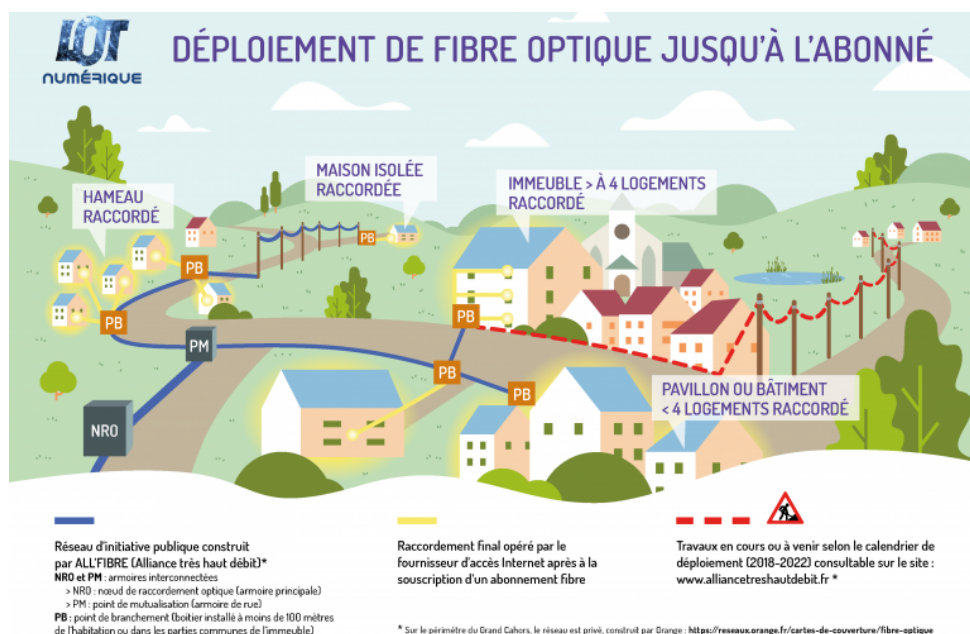 LOT
NUMÉRIQUE
DÉPLOIEMENT DE FIBRE OPTIQUE JUSQU'À L'ABONNÉ
MAISON ISOLÉE
RACCORDÉE
IMMEUBLE > À 4 LOGEMENTS
RACCORDÉ
HAMEAU
RACCORDÉ
PB
PB
PB
PB
PM
PB
PB
PAVILLON OU BÂTIMENT
< 4 LOGEMENTS RACCORDÉ
NRO
Réseau d'initiative publique construit
par ALL'FIBRE (Alliance très haut débit)*
NRO et PM : armoires interconnectées
> NRO : nœud de raccordement optique (armoire principale)
> PM : point de mutualisation (armoire de rue)
PB : point de branchement (boitier installé à moins de 100 mètres
de l'habitation ou dans les parties communes de l'immeuble)
Raccordement final opéré par le
fournisseur d'accès Internet après à la
souscription d'un abonnement fibre
Travaux en cours ou à venir selon le calendrier de
déploiement (2018-2022) consultable sur le site :
www.alliancetreshautdebit.fr *
* Sur le périmètre du Grand Cahors, le réseau est privé, construit par Orange : https://reseaux.orange.fr/cartes-de-couverture/fibre-optique